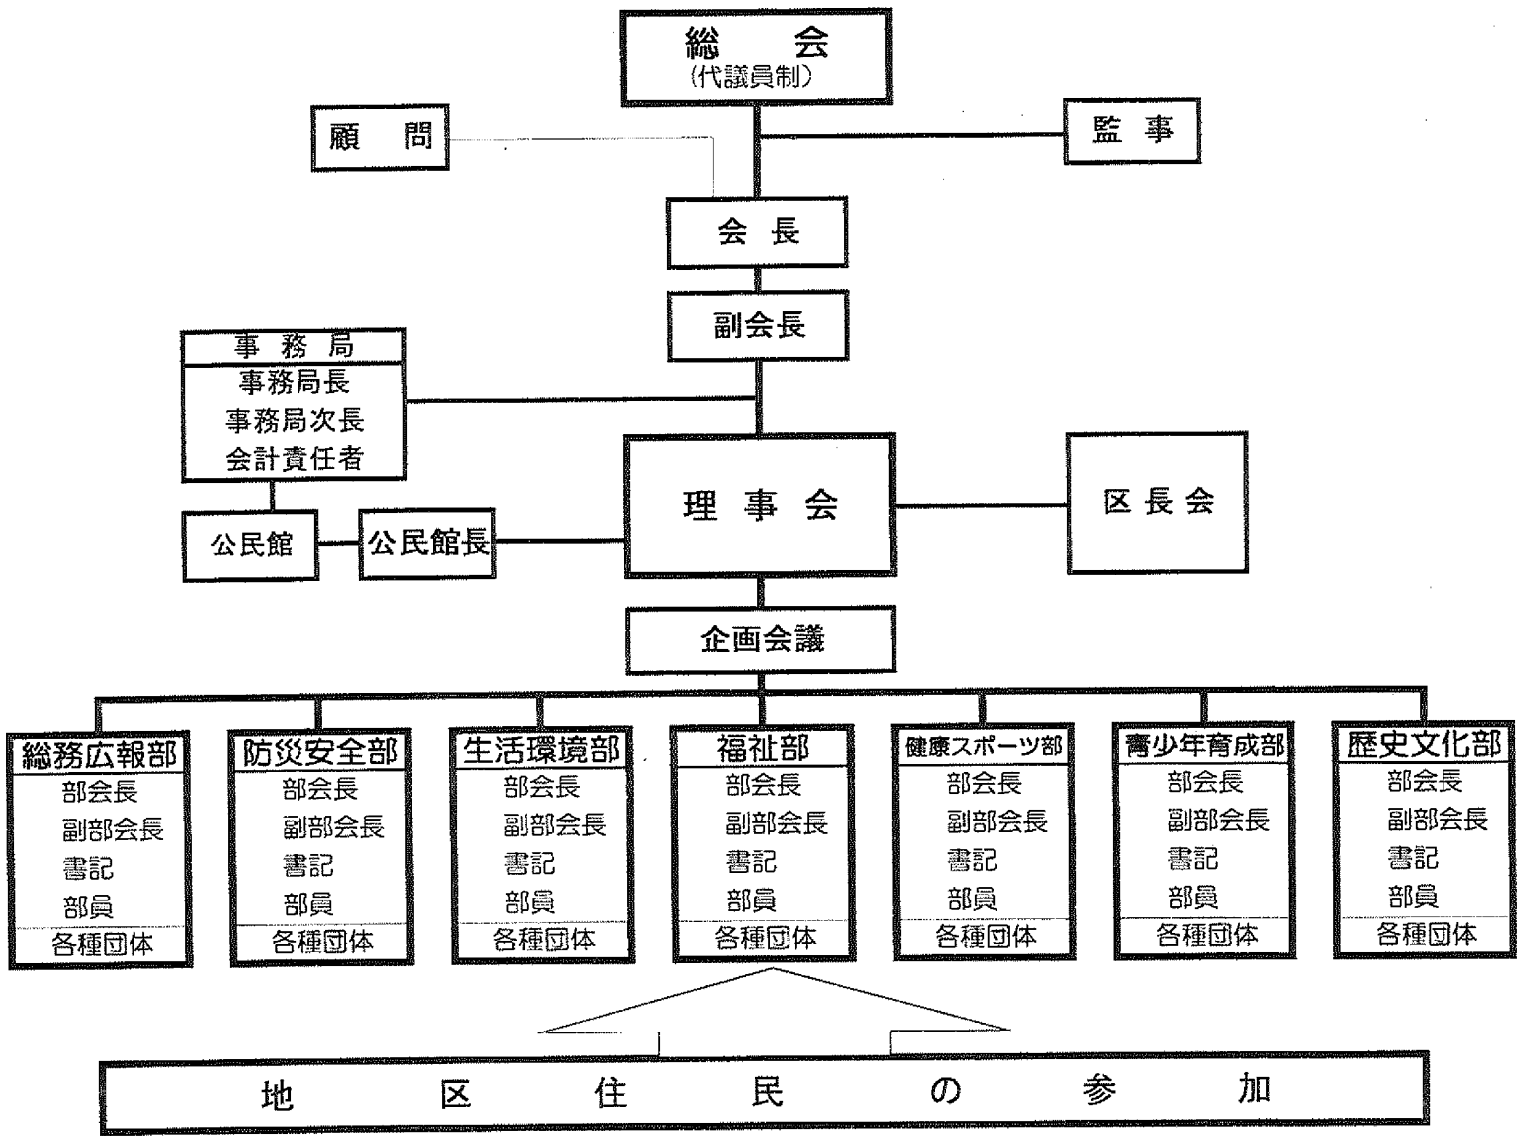 総会
(代議員制)
顧問
監事
会長
副会長
事務局
事務局長
事務局次長
会計責任者
理事会
区長会
公民館
公民館長
企画会議
総務広報部
部会長
副部会長
書記
部員
各種団体
防災安全部
部会長
副部会長
書記
部員
各種団体
生活環境部
部会長
副部会長
書記
部員
各種団体
福祉部
部会長
副部会長
書記
部員
各種団体
健康スポーツ部
部会長
副部会長
書記
部員
各種団体
青少年育成部
部会長
副部会長
書記
部員
各種団体
歴史文化部
部会長
副部会長
書記
部員
各種団体
地区住民の参加